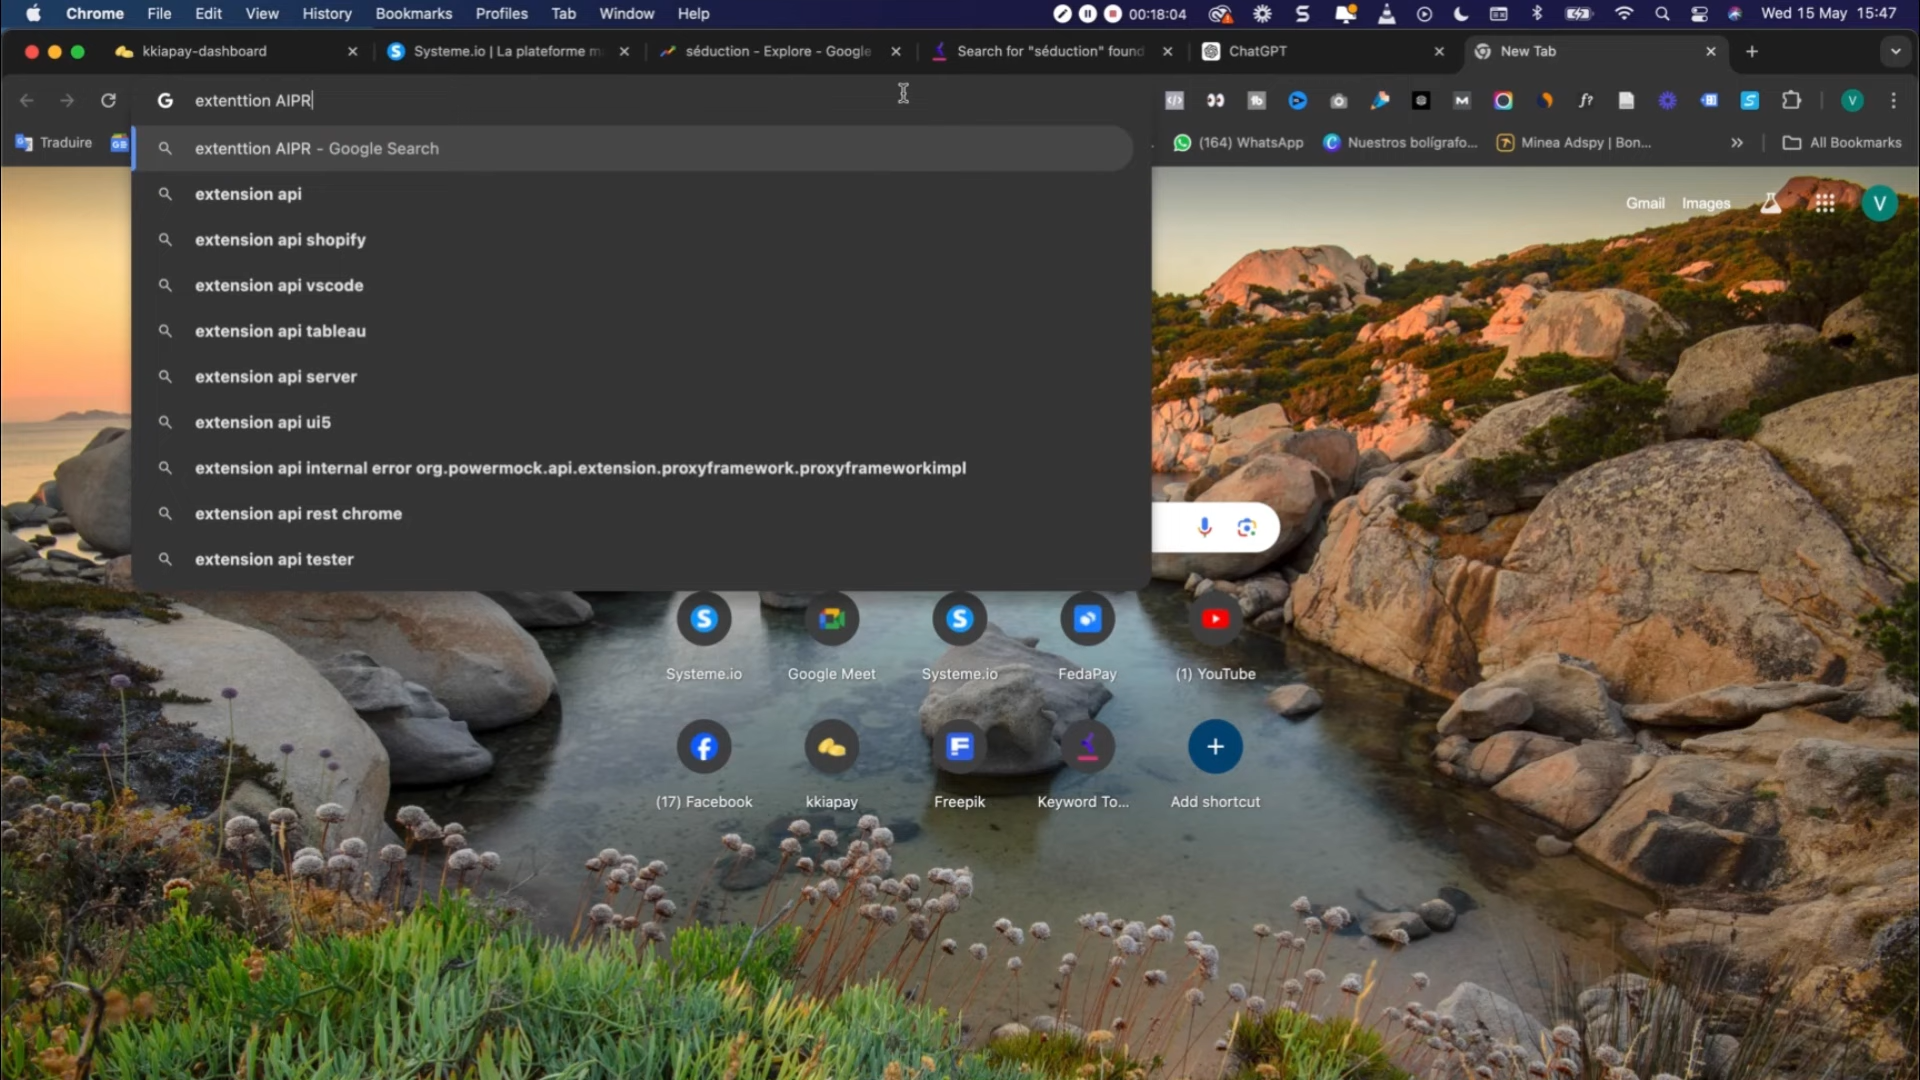 Chrome File Edit View History Bookmarks Profiles Tab Window Help 00:18:04 Wed 15 May 15:47
kkiapay-dashboard Systeme.io | La plateforme séduction - Explore - Google Search for "séduction" found ChatGPT New Tab
extenttion AIPR
Traduire (164) WhatsApp Nuestros bolígrafo... Minea Adspy | Bon... All Bookmarks
extenttion AIPR - Google Search
extension api
extension api shopify
extension api vscode
extension api tableau
extension api server
extension api ui5
extension api internal error org.powermock.api.extension.proxyframework.proxyframeworkimpl
extension api rest chrome
extension api tester
Gmail Images V
Systeme.io Google Meet Systeme.io FedaPay (1) YouTube
(17) Facebook kkiapay Freepik Keyword To... Add shortcut